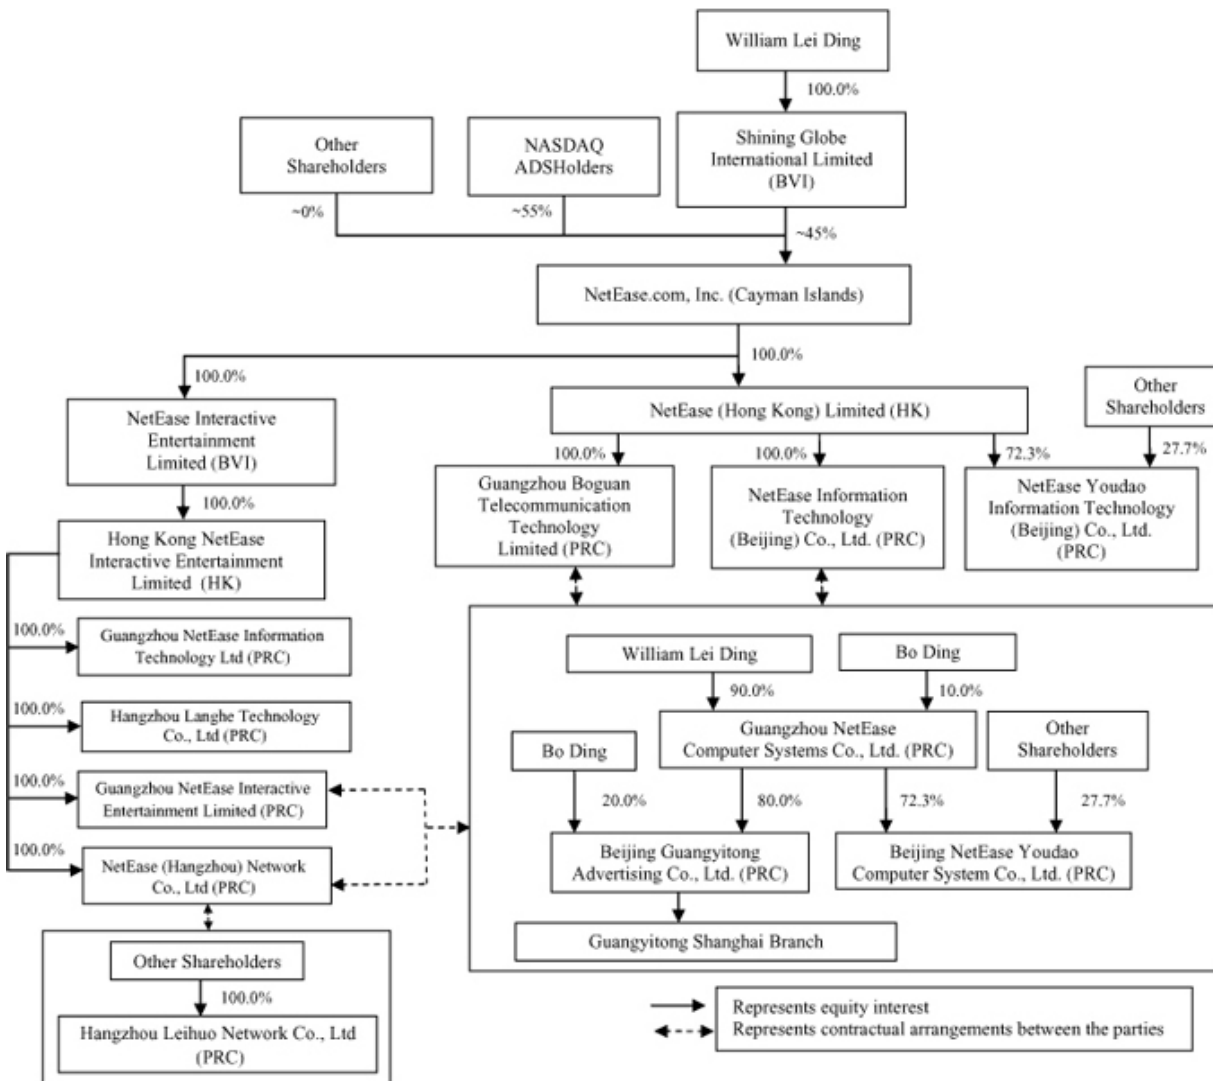 William Lei Ding
100.0%
Shining Globe
International Limited
(BVI)
Other
Shareholders
NASDAQ
ADSHolders
~0%
~55%
~45%
NetEase.com, Inc. (Cayman Islands)
100.0%
100.0%
NetEase Interactive
Entertainment
Limited (BVI)
NetEase (Hong Kong) Limited (HK)
Other
Shareholders
100.0%
100.0%
72.3%
27.7%
100.0%
Guangzhou Boguan
Telecommunication
Technology
Limited (PRC)
NetEase Information
Technology
(Beijing) Co., Ltd. (PRC)
NetEase Youdao
Information Technology
(Beijing) Co., Ltd.
(PRC)
Hong Kong NetEase
Interactive Entertainment
Limited (HK)
100.0%
Guangzhou NetEase Information
Technology Ltd (PRC)
100.0%
Hangzhou Langhe Technology
Co., Ltd (PRC)
100.0%
Guangzhou NetEase Interactive
Entertainment Limited (PRC)
100.0%
NetEase (Hangzhou) Network
Co., Ltd (PRC)
Other Shareholders
100.0%
Hangzhou Leihuo Network Co., Ltd
(PRC)
William Lei Ding
Bo Ding
90.0%
10.0%
Guangzhou NetEase
Computer Systems Co., Ltd. (PRC)
Other
Shareholders
Bo Ding
20.0%
80.0%
72.3%
27.7%
Beijing Guangyitong
Advertising Co., Ltd. (PRC)
Beijing NetEase Youdao
Computer System Co., Ltd. (PRC)
Guangyitong Shanghai Branch
Represents equity interest
Represents contractual arrangements between the parties